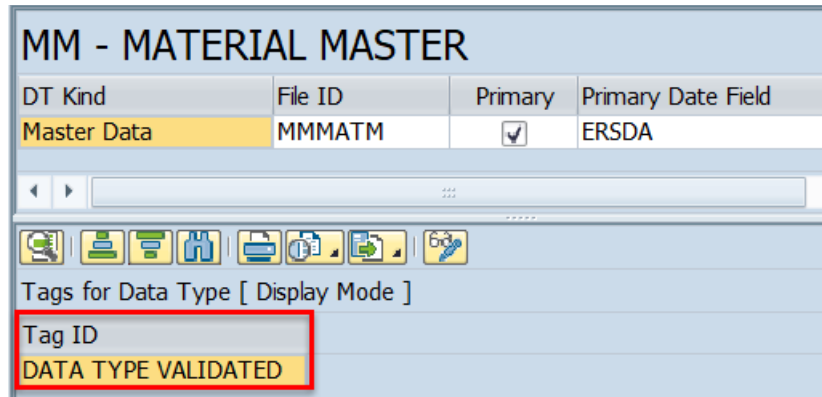 MM - MATERIAL MASTER
DT Kind File ID Primary Primary Date Field
Master Data MMMATM ERSDA
Tags for Data Type [ Display Mode ]
Tag ID
DATA TYPE VALIDATED